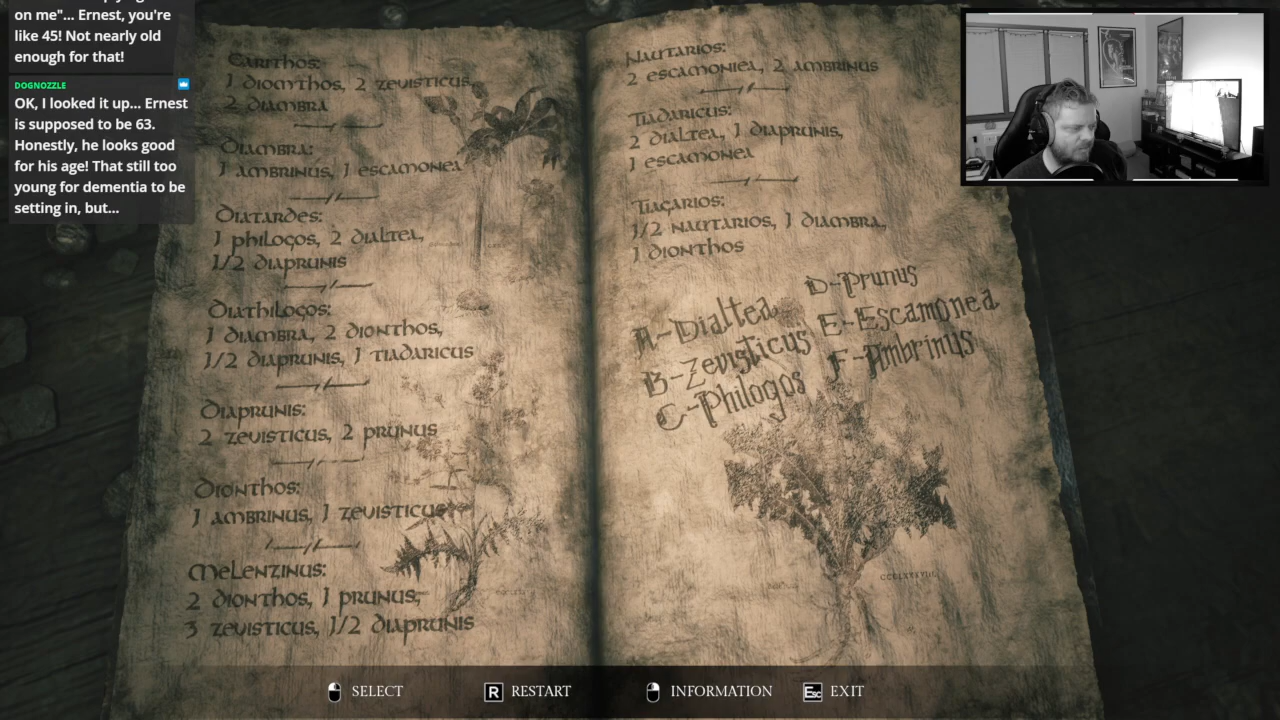 on me"... Ernest, you're
like 45! Not nearly old
enough for that!
DOGNOZZLE
OK, I looked it up... Ernest
is supposed to be 63.
Honestly, he looks good
for his age! That still too
young for dementia to be
setting in, but...
Earithos:
1 dionthos, 2 zevisticus,
2 diambra
Diambra:
1 ambrinus, 1 escamonea
Diatardes:
1 philogos, 2 dialtea,
1/2 diaprunis
Diathilogos:
1 diambra, 2 dionthos,
1/2 diaprunis, 1 tiadaricus
Diaprunis:
2 zevisticus, 2 prunus
Dionthos:
1 ambrinus, 1 zevisticus
Melenzinus:
2 dionthos, 1 prunus,
3 zevisticus, 1/2 diaprunis
Nautarios:
2 escamonea, 2 ambrinus
Tiadaricus:
2 dialtea, 1 diaprunis,
1 escamonea
Tiagarios:
1/2 nautarios, 1 diambra,
1 dionthos
A-Dialtea
B-Zevisticus
C-Philogos
D-Prunus
E-Escamonea
F-Ambrinus
SELECT
R RESTART
INFORMATION
Esc EXIT